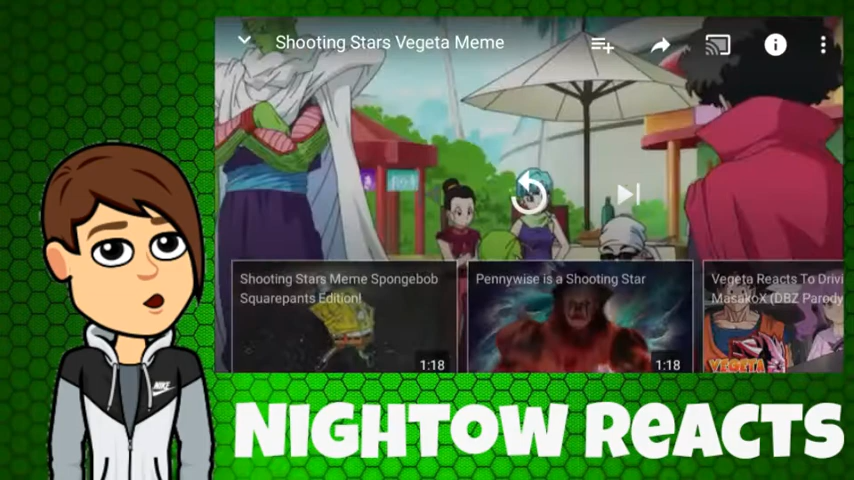 Shooting Stars Vegeta Meme
Shooting Stars Meme Spongebob
Squarepants Edition!
1:18
Pennywise is a Shooting Star
1:18
Vegeta Reacts To Drivi
MasakoX (DBZ Parody
VEGETA
NIKE
NIGHTOW REACTS